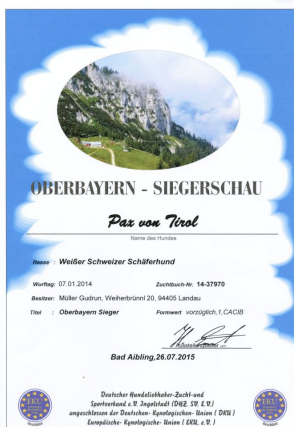 OBERBAYERN - SIEGERSCHAU
Pax von Tirol
Name des Hundes
Rasse : Weißer Schweizer Schäferhund
Wurftag: 07.01.2014 Zuchtbuch-Nr. 14-37970
Besitzer: Müller Gudrun, Weiherbrünnl 20, 94405 Landau
Titel : Oberbayern Sieger Formwert vorzüglich,1,CACIB
Bad Aibling,26.07.2015
Deutscher Hundeliebhaber-Zucht-und
Sportverband e.V. Ingolstadt (DHZ. SV. E.V.)
angeschlossen der Deutschen- Kynologischen- Union ( DKU )
Europäische- Kynologische- Union ( EKU, e.V. )
EKU
EKU